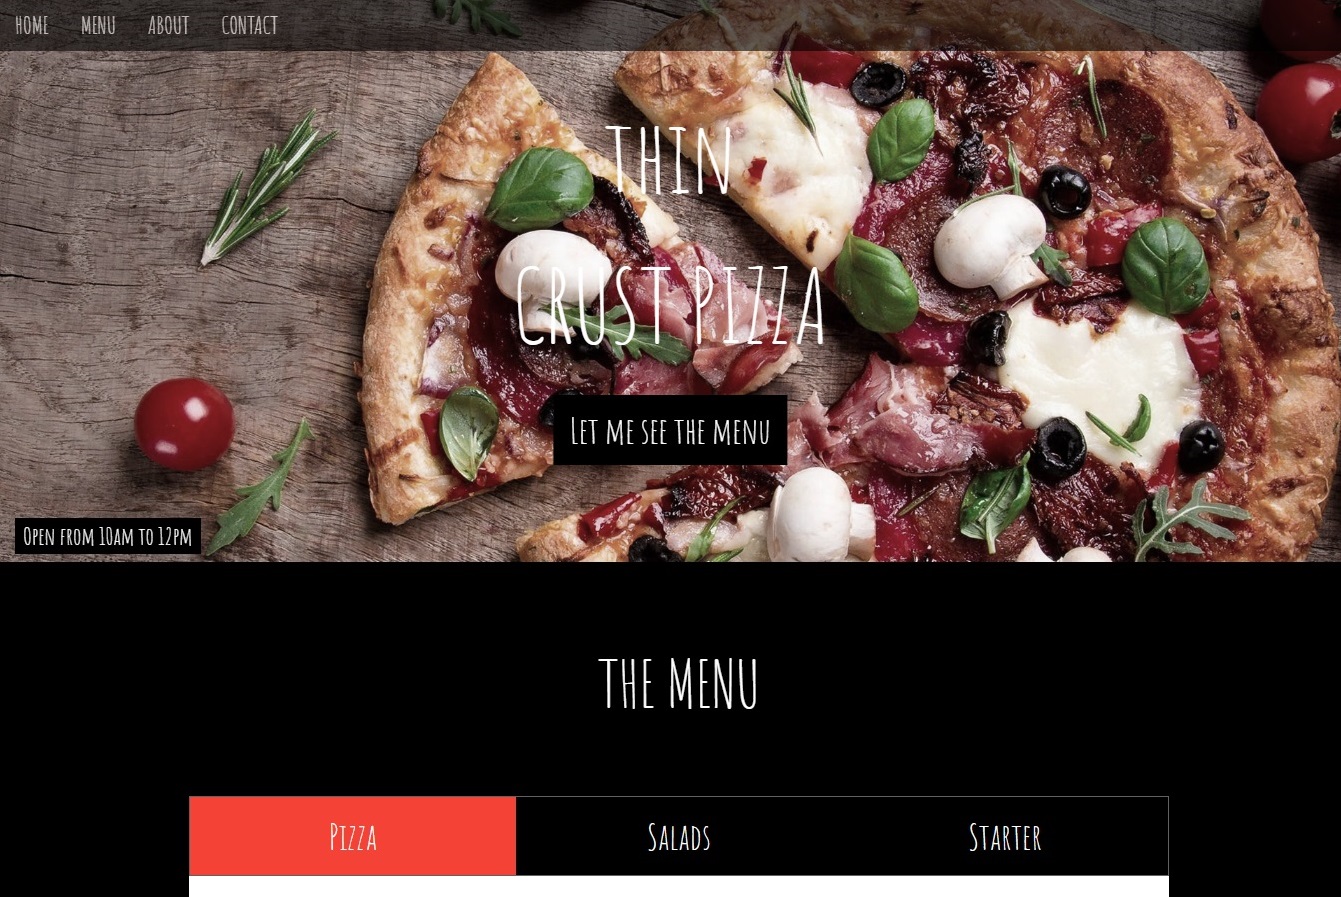 HOME MENU ABOUT CONTACT
THIN
CRUST PIZZA
LET ME SEE THE MENU
OPEN FROM 10AM TO 12PM
THE MENU
PIZZA SALADS STARTER